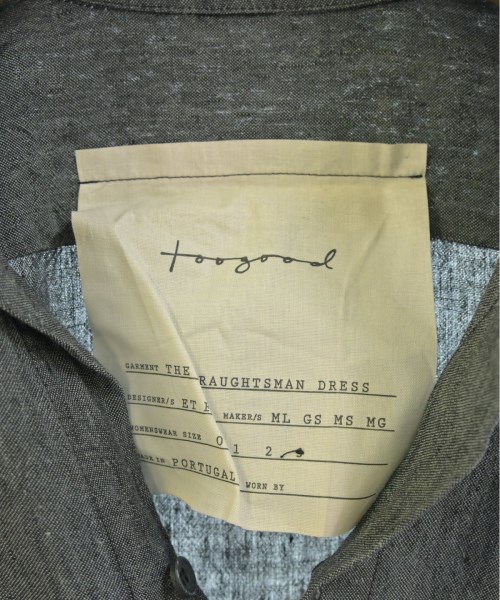 toogood
GARMENT THE RAUGHTSMAN DRESS
DESIGNER/S ET MAKER/S ML GS MS MG
WOMENSWEAR SIZE 0 1 2
IN PORTUGAL WORN BY